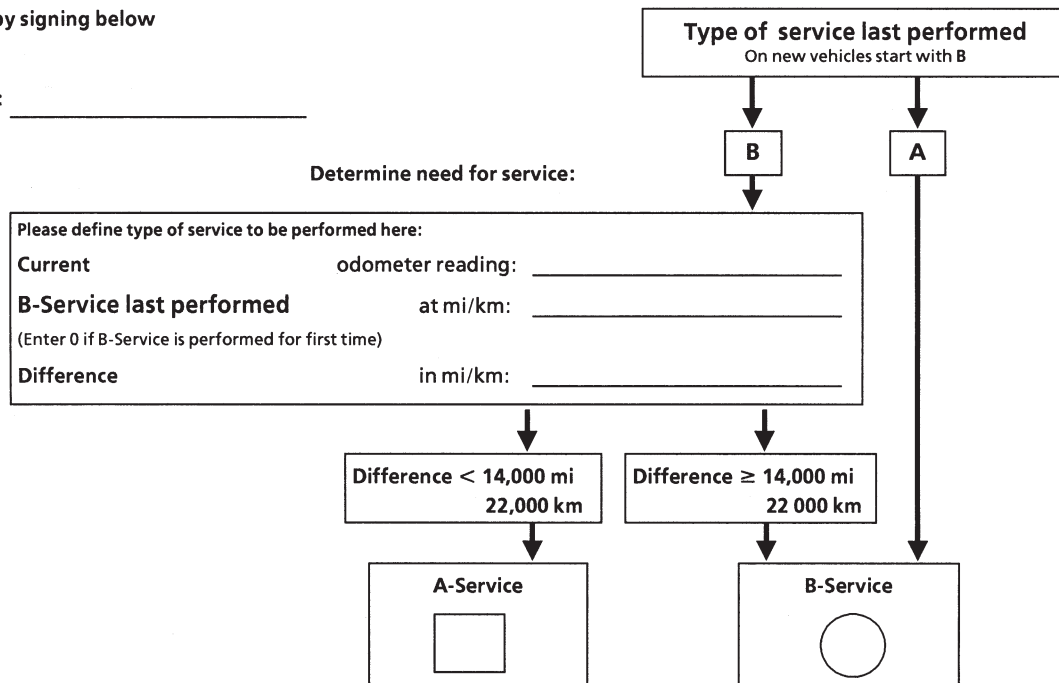 by signing below
:
Type of service last performed
On new vehicles start with B
B
A
Determine need for service:
Please define type of service to be performed here:
Current odometer reading:
B-Service last performed at mi/km:
(Enter 0 if B-Service is performed for first time)
Difference in mi/km:
Difference < 14,000 mi
22,000 km
Difference ≥ 14,000 mi
22 000 km
A-Service
B-Service